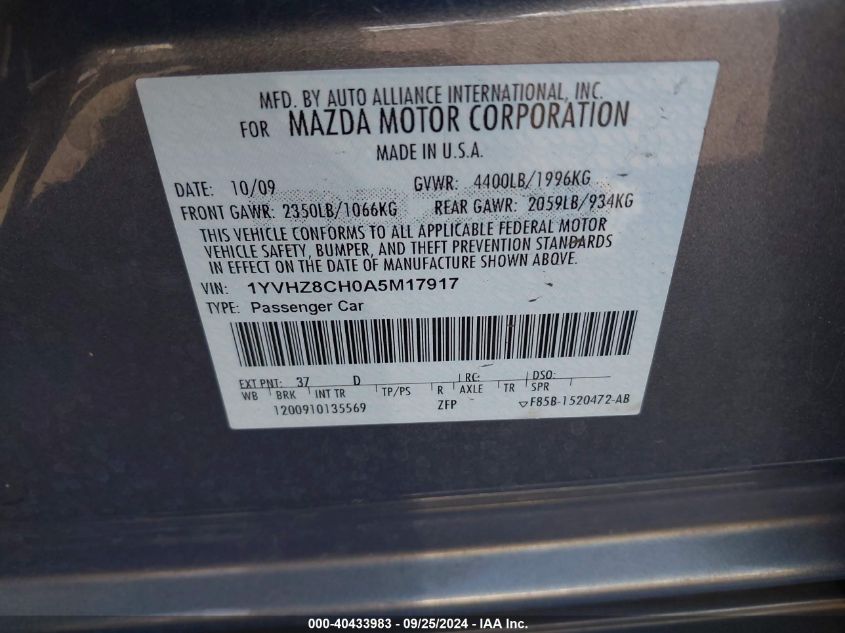 MFD. BY AUTO ALLIANCE INTERNATIONAL, INC.
FOR MAZDA MOTOR CORPORATION
MADE IN U.S.A.
DATE: 10/09 GVWR: 4400LB/1996KG
FRONT GAWR: 2350LB/1066KG REAR GAWR: 2059LB/934KG
THIS VEHICLE CONFORMS TO ALL APPLICABLE FEDERAL MOTOR
VEHICLE SAFETY, BUMPER, AND THEFT PREVENTION STANDARDS
IN EFFECT ON THE DATE OF MANUFACTURE SHOWN ABOVE.
VIN: 1YVHZ8CH0A5M17917
TYPE: Passenger Car
EXT PNT: 37 D RC: DSO:
WB BRK INT TR TP/PS R AXLE TR SPR
1200910135569 ZFP ▽F85B-1520472-AB
000-40433983 - 09/25/2024 - IAA Inc.